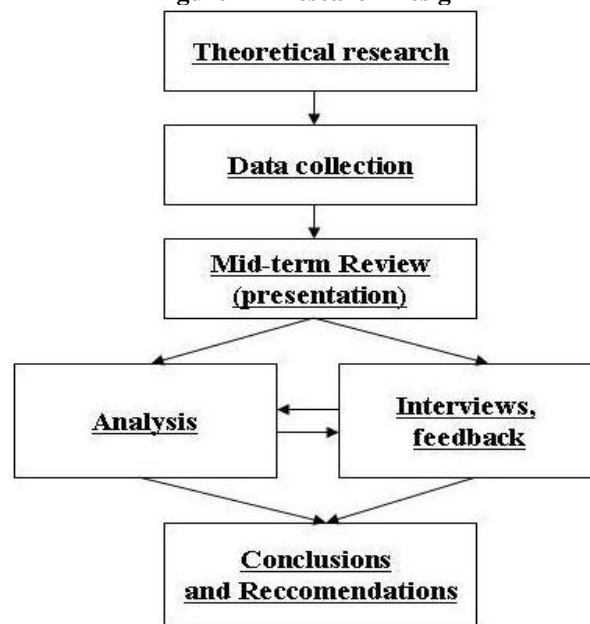 Theoretical research
Data collection
Mid-term Review
(presentation)
Analysis
Interviews,
feedback
Conclusions
and Reccomendations